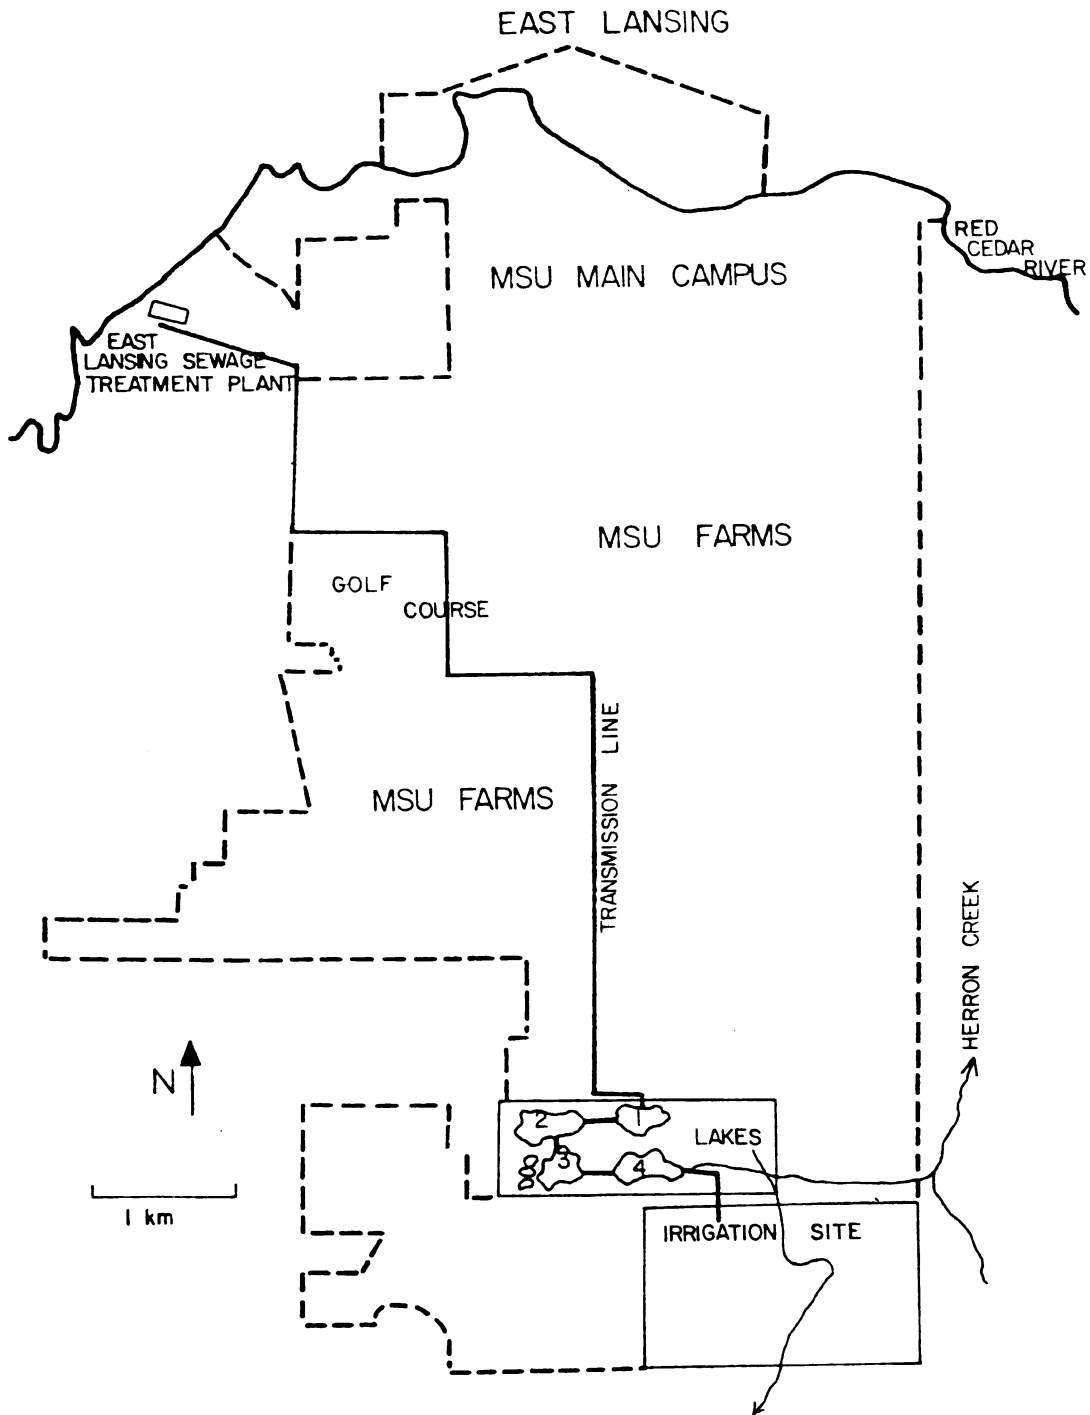 EAST LANSING
RED
CEDAR
RIVER
MSU MAIN CAMPUS
EAST
LANSING SEWAGE
TREATMENT PLANT
MSU FARMS
GOLF
COURSE
TRANSMISSION LINE
MSU FARMS
HERRON CREEK
N
1 km
2
1
3
4
LAKES
IRRIGATION SITE